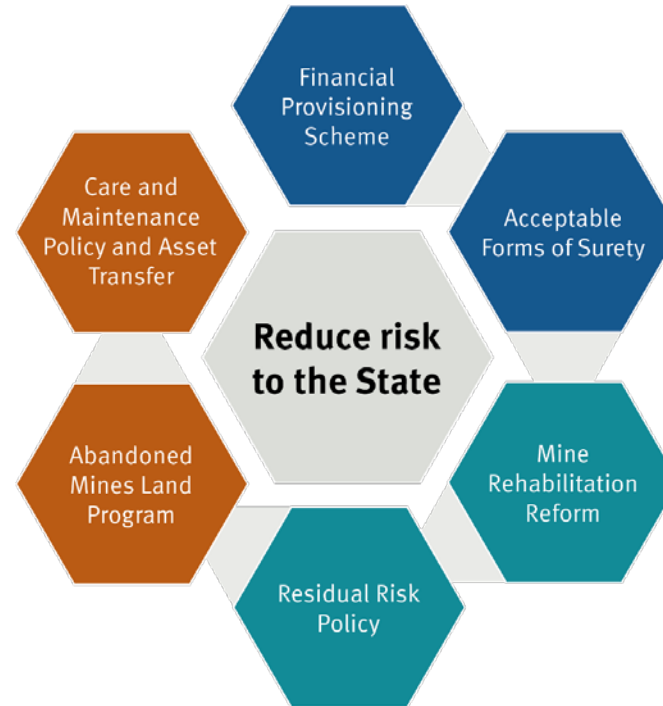 Financial
Provisioning
Scheme
Acceptable
Forms of Surety
Mine
Rehabilitation
Reform
Residual Risk
Policy
Abandoned
Mines Land
Program
Care and
Maintenance
Policy and Asset
Transfer
Reduce risk
to the State